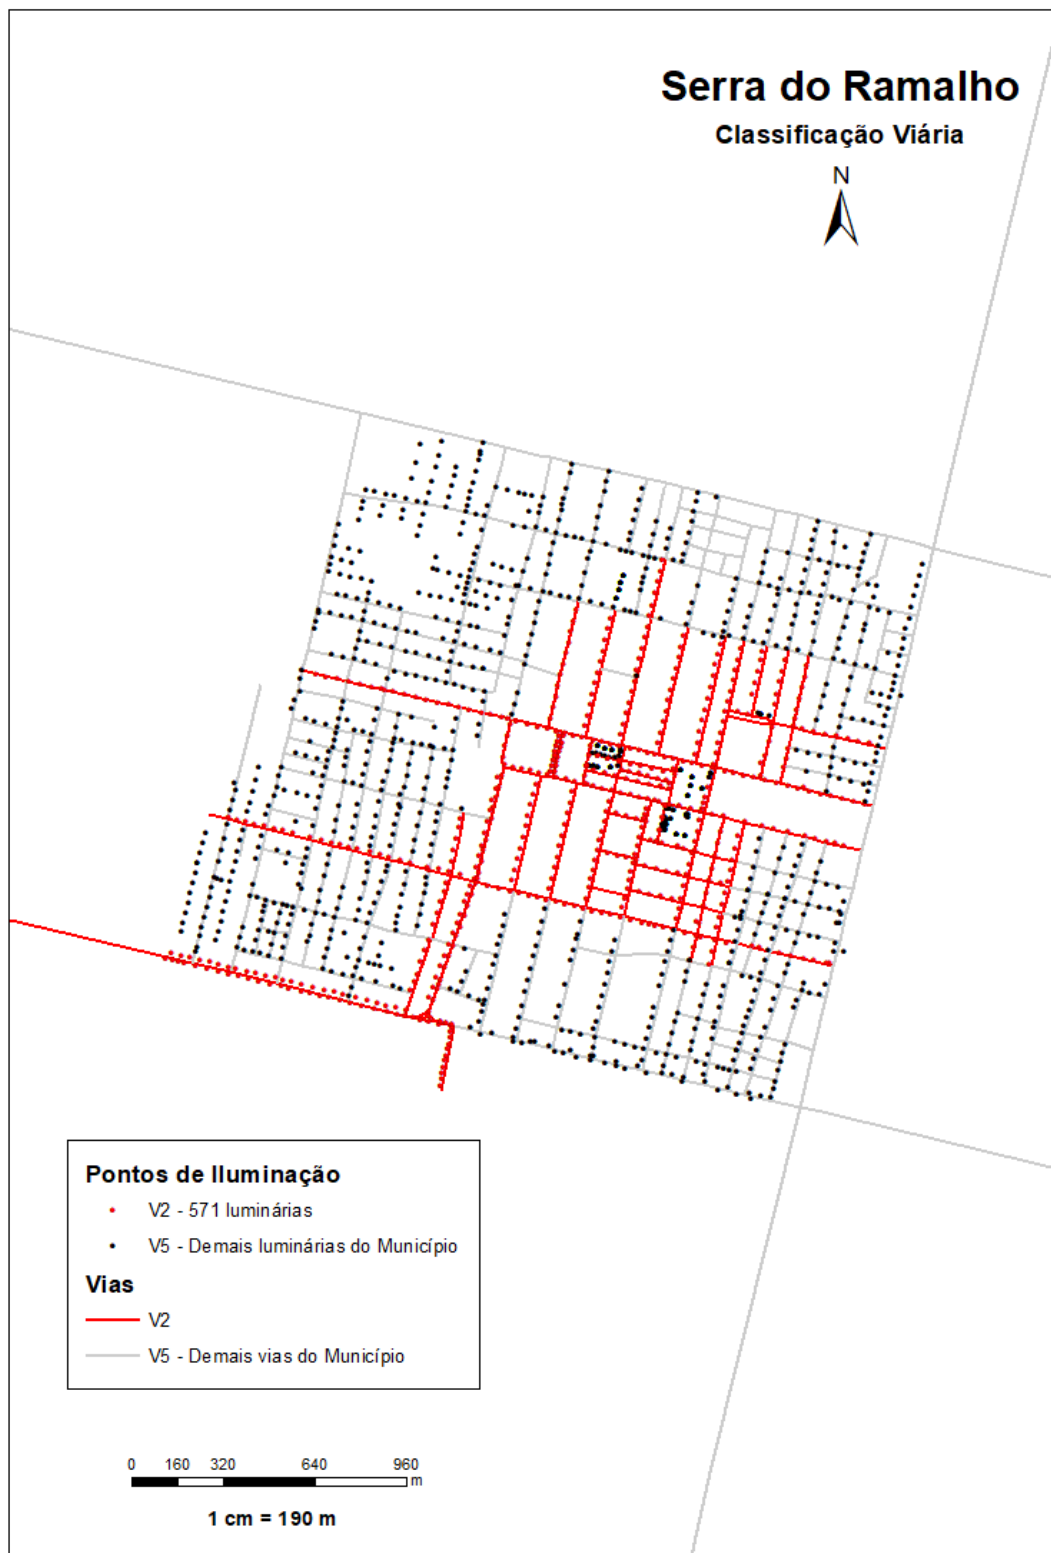 Serra do Ramalho
Classificação Viária
N
Pontos de Iluminação
V2 - 571 luminárias
V5 - Demais luminárias do Município
Vias
V2
V5 - Demais vias do Município
0 160 320 640 960
m
1 cm = 190 m